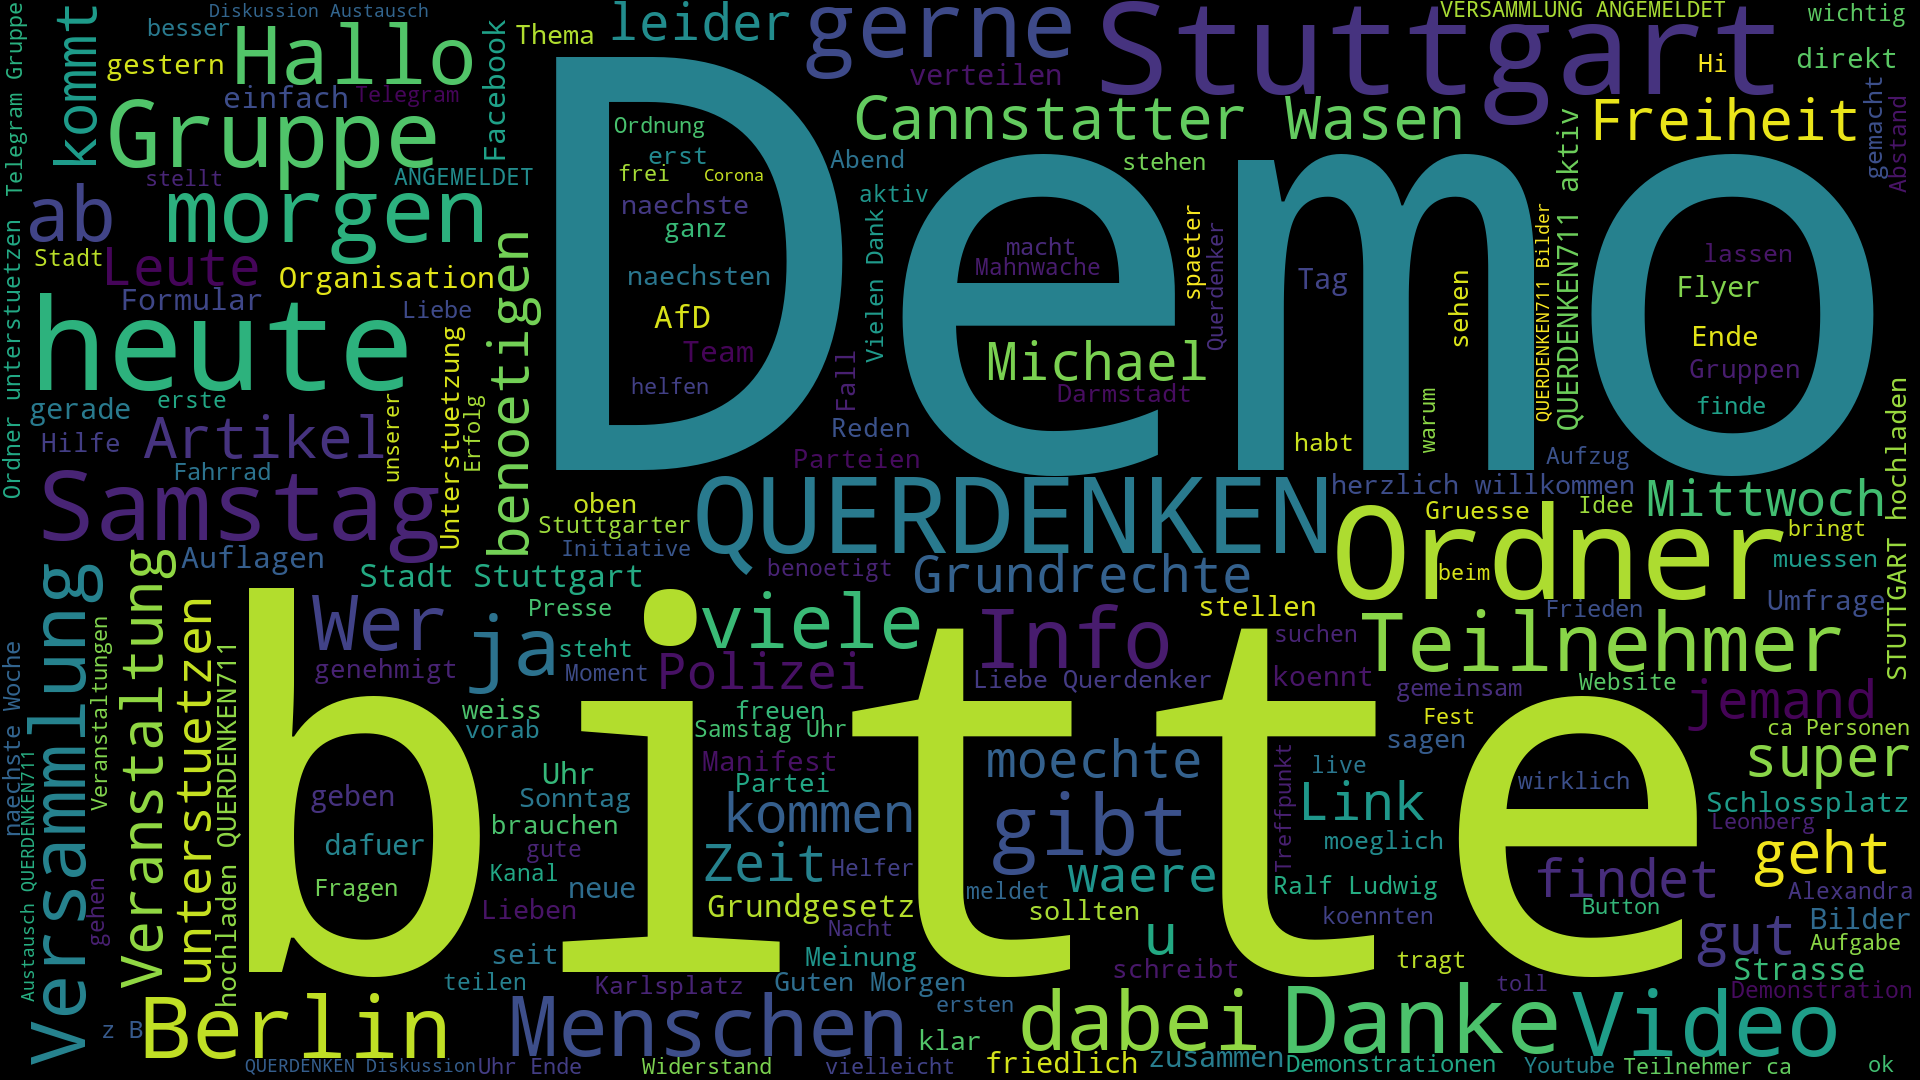 Diskussion Austausch
VERSAMMLUNG ANGEMELDET
wichtig
besser
Hallo
Thema
leider
gerne
Stuttgart
kommt
gestern
Facebook
verteilen
Hi
direkt
einfach
Telegram
Gruppe
Cannstatter Wasen
Freiheit
gemacht
Abstand
Telegram Gruppe
Demo
Ordnung
erst
frei
Corona
Abend
stehen
aktiv
QUERDENKEN711 aktiv
stellt
ANGEMELDET
ab
morgen
naechste
ganz
Vielen Dank
macht
Mahnwache
spaeter
Querdenker
QUERDENKEN711 Bilder
lassen
Stadt
Leute
Organisation
benoetigen
naechsten
Tag
sehen
Flyer
Formular
Liebe
AfD
Ende
heute
Unterstuetzung
Team
Michael
Gruppen
Ordner unterstuetzen
helfen
Fall
Darmstadt
warum
finde
gerade
erste
unserer
Erfolg
Hilfe
Artikel
Reden
habt
Aufzug
hochladen
Fahrrad
Parteien
Samstag
oben
QUERDENKEN
herzlich willkommen
Mittwoch
Stuttgarter
Gruesse
Idee
Ordner
bringt
Auflagen
Initiative
muessen
Stadt Stuttgart
benoetigt
Grundrechte
beim
STUTTGART
Versammlung
Veranstaltung
Veranstaltungen
unterstuetzen
QUERDENKEN711
hochladen
bitte
Wer
Presse
viele
stellen
Frieden
Umfrage
ja
steht
Info
suchen
Teilnehmer
genehmigt
Moment
Polizei
Liebe Querdenker
koennt
gemeinsam
Website
jemand
naechste Woche
weiss
vorab
freuen
Samstag Uhr
Fest
ca Personen
sagen
Manifest
moechte
Treffpunkt
live
super
Uhr
Partei
wirklich
geben
Sonntag
kommen
gibt
Link
Schlossplatz
brauchen
Leonberg
dafuer
gute
Zeit
moeglich
geht
Austausch QUERDENKEN711
Kanal
neue
Helfer
waere
Ralf Ludwig
findet
Fragen
meldet
Alexandra
gehen
Lieben
Grundgesetz
sollten
koennten
Button
Bilder
Nacht
u
gut
Aufgabe
seit
Meinung
schreibt
tragt
Strasse
teilen
Karlsplatz
Guten Morgen
toll
Demonstration
z B
Berlin
Menschen
ersten
dabei
Danke
Video
klar
QUERDENKEN Diskussion
Uhr Ende
Widerstand
vielleicht
friedlich
zusammen
Demonstrationen
Youtube
Teilnehmer ca
ok